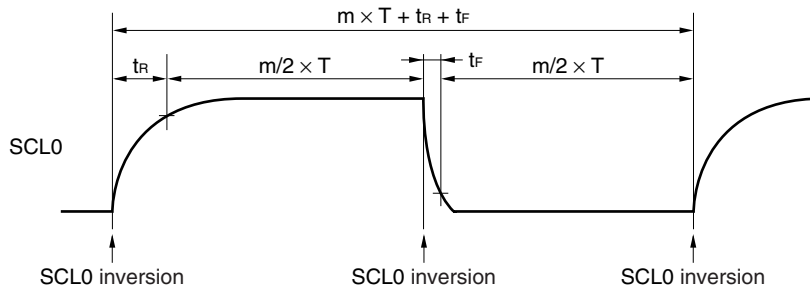 m × T + tR + tF
tR
m/2 × T
tF
m/2 × T
SCL0
SCL0 inversion
SCL0 inversion
SCL0 inversion